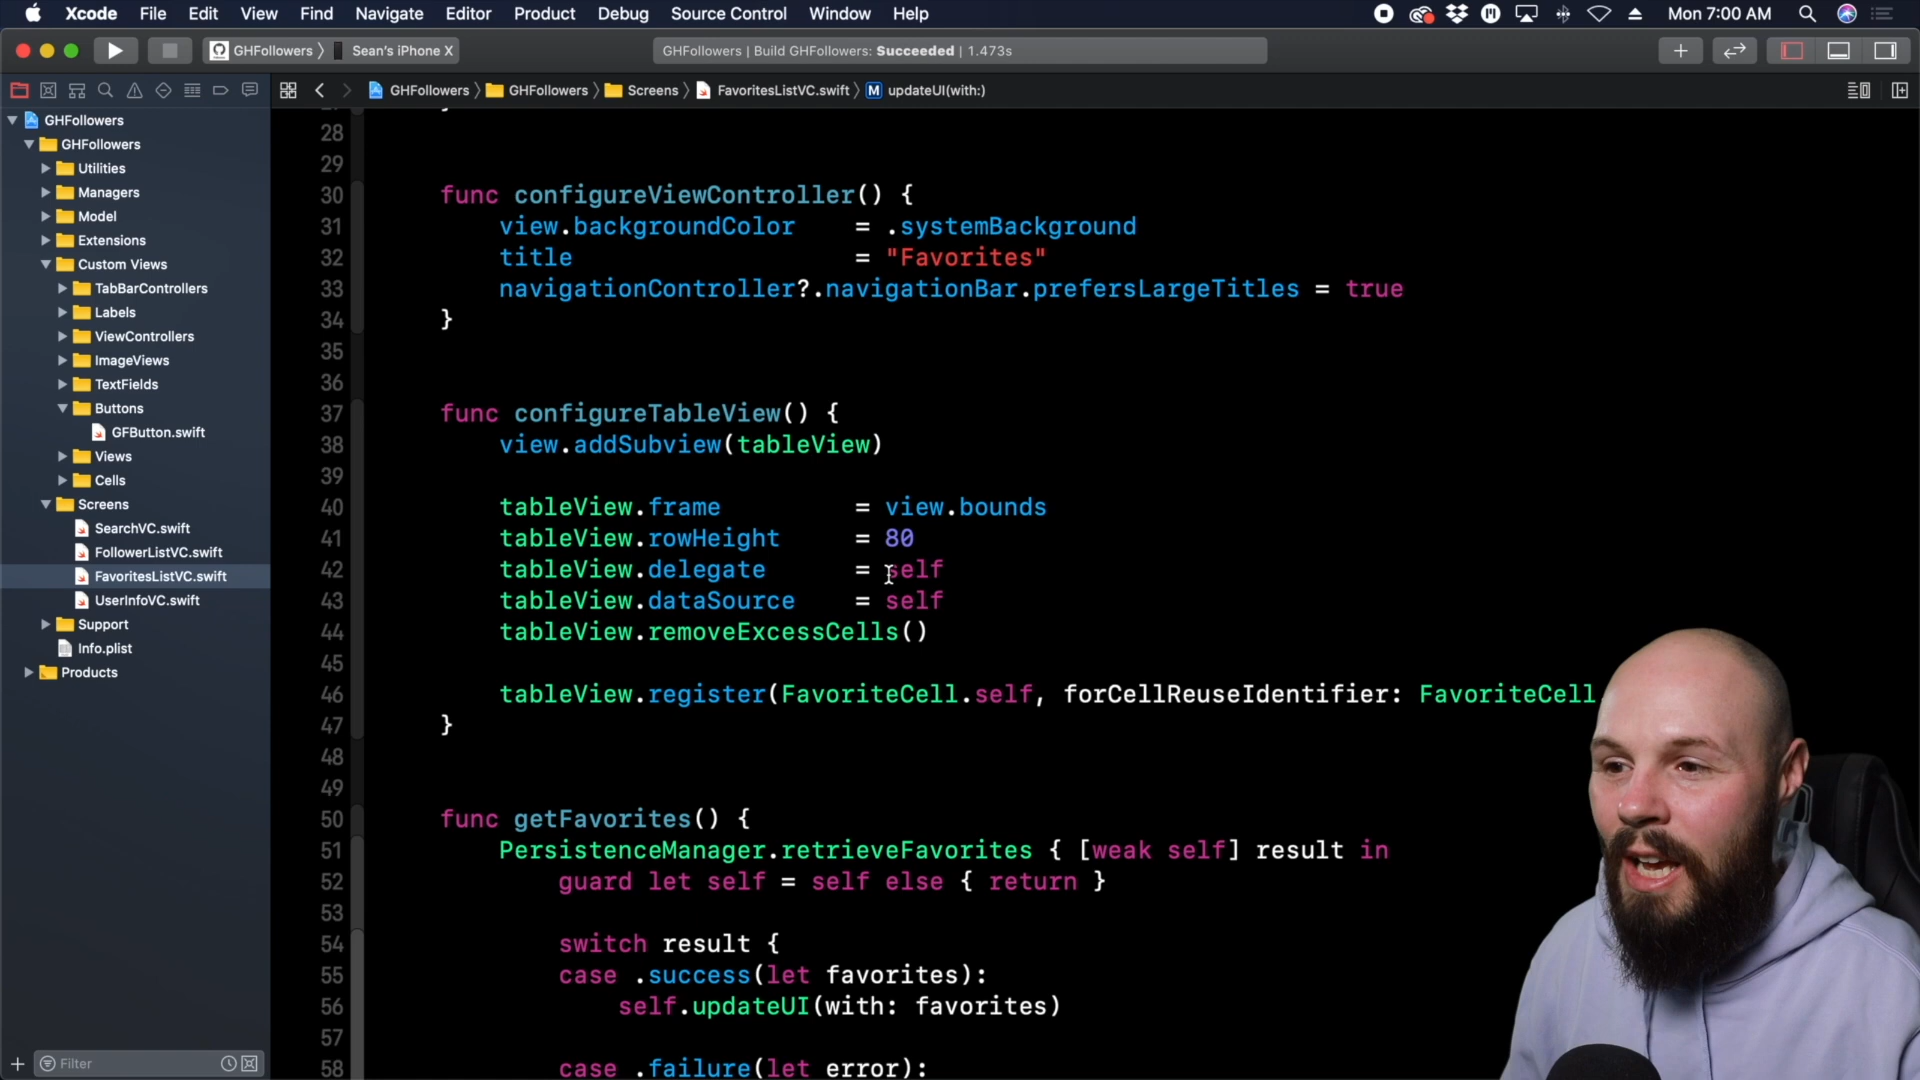 Xcode File Edit View Find Navigate Editor Product Debug Source Control Window Help Mon 7:00 AM
GHFollowers Sean's iPhone X GHFollowers | Build GHFollowers: Succeeded | 1.473s
GHFollowers GHFollowers Screens FavoritesListVC.swift M updateUI(with:)
GHFollowers
GHFollowers
Utilities
Managers
Model
Extensions
Custom Views
TabBarControllers
Labels
ViewControllers
ImageViews
TextFields
Buttons
GFButton.swift
Views
Cells
Screens
SearchVC.swift
FollowerListVC.swift
FavoritesListVC.swift
UserInfoVC.swift
Support
Info.plist
Products
Filter
28
29
30 func configureViewController() {
31 view.backgroundColor = .systemBackground
32 title = "Favorites"
33 navigationController?.navigationBar.prefersLargeTitles = true
34 }
35
36
37 func configureTableView() {
38 view.addSubview(tableView)
39
40 tableView.frame = view.bounds
41 tableView.rowHeight = 80
42 tableView.delegate = self
43 tableView.dataSource = self
44 tableView.removeExcessCells()
45
46 tableView.register(FavoriteCell.self, forCellReuseIdentifier: FavoriteCell
47 }
48
49
50 func getFavorites() {
51 PersistenceManager.retrieveFavorites { [weak self] result in
52 guard let self = self else { return }
53
54 switch result {
55 case .success(let favorites):
56 self.updateUI(with: favorites)
57
58 case .failure(let error):